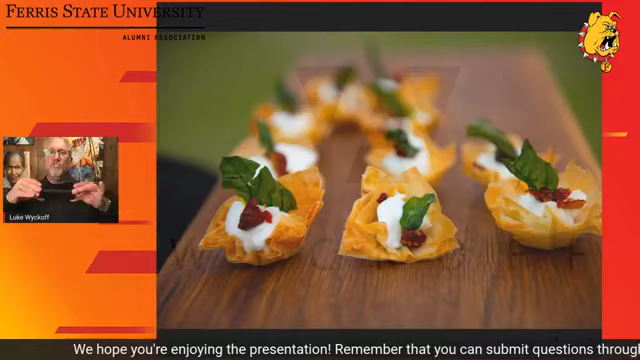 FERRIS STATE UNIVERSITY
ALUMNI ASSOCIATION
Luke Wyckoff
We hope you're enjoying the presentation! Remember that you can submit questions through